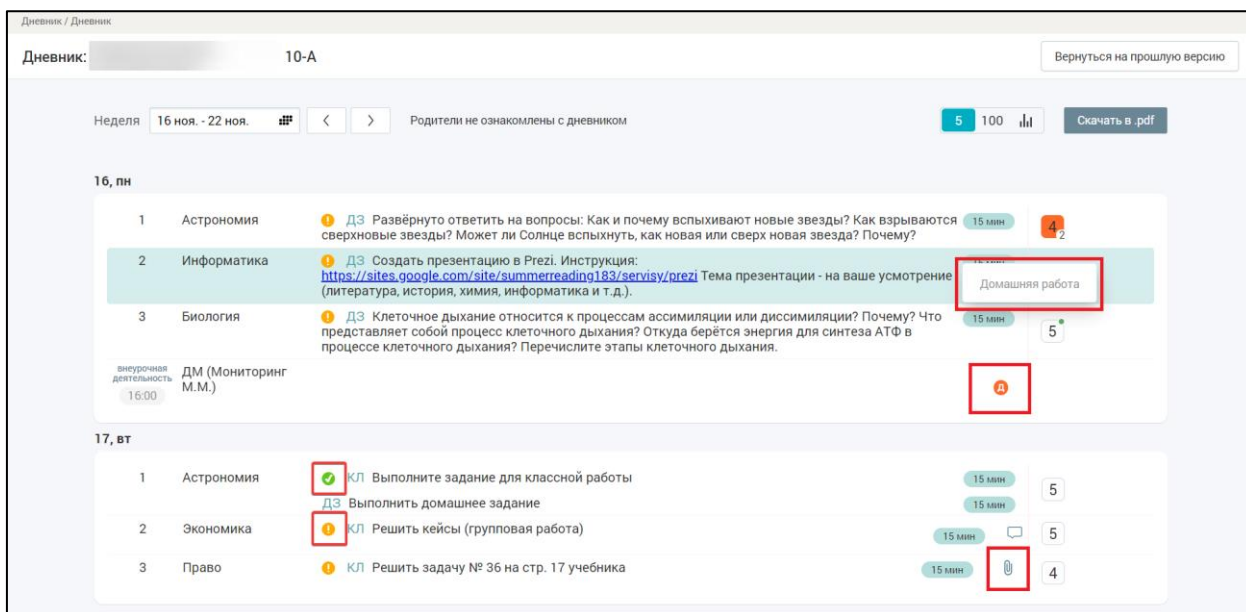 Дневник / Дневник
Дневник: 10-А
Вернуться на прошлую версию
Неделя 16 ноя. - 22 ноя. Родители не ознакомлены с дневником 5 100 Скачать в .pdf
16, пн
1 Астрономия ДЗ Развёрнуто ответить на вопросы: Как и почему вспыхивают новые звезды? Как взрываются 15 мин 4 2
сверхновые звезды? Может ли Солнце вспыхнуть, как новая или сверх новая звезда? Почему?
2 Информатика ДЗ Создать презентацию в Prezi. Инструкция: 15 мин
https://sites.google.com/site/summerreading183/servisy/prezi Тема презентации - на ваше усмотрение
Домашняя работа
(литература, история, химия, информатика и т.д.).
3 Биология ДЗ Клеточное дыхание относится к процессам ассимиляции или диссимиляции? Почему? Что 15 мин 5
представляет собой процесс клеточного дыхания? Откуда берётся энергия для синтеза АТФ в
процессе клеточного дыхания? Перечислите этапы клеточного дыхания.
внеурочная
деятельность
16:00
ДМ (Мониторинг
М.М.)
Д
17, вт
1 Астрономия КЛ Выполните задание для классной работы 15 мин 5
ДЗ Выполнить домашнее задание 15 мин
2 Экономика КЛ Решить кейсы (групповая работа) 15 мин 5
3 Право КЛ Решить задачу № 36 на стр. 17 учебника 15 мин 4